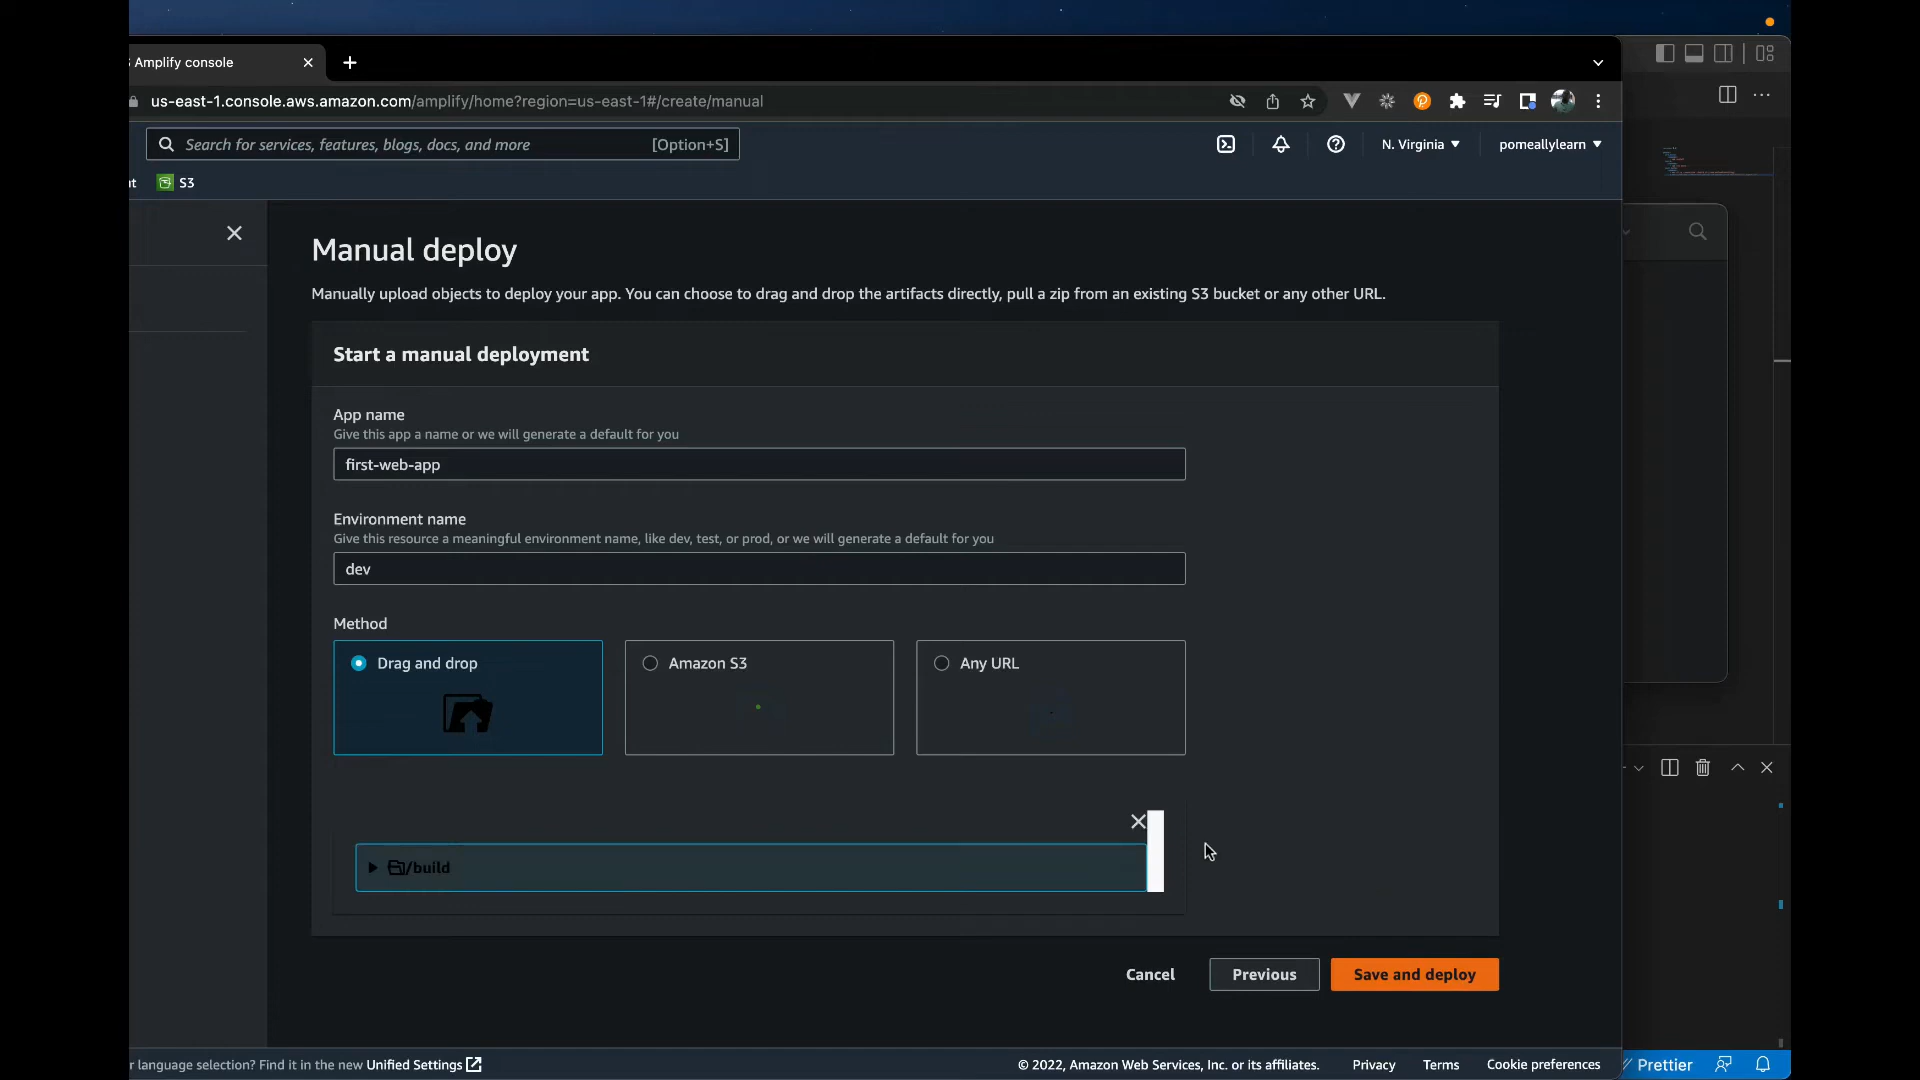 Amplify console
us-east-1.console.aws.amazon.com/amplify/home?region=us-east-1#/create/manual
Search for services, features, blogs, docs, and more [Option+S]
N. Virginia
pomeallylearn
S3
Manual deploy
Manually upload objects to deploy your app. You can choose to drag and drop the artifacts directly, pull a zip from an existing S3 bucket or any other URL.
Start a manual deployment
App name
Give this app a name or we will generate a default for you
first-web-app
Environment name
Give this resource a meaningful environment name, like dev, test, or prod, or we will generate a default for you
dev
Method
Drag and drop
Amazon S3
Any URL
/build
Cancel
Previous
Save and deploy
r language selection? Find it in the new Unified Settings
© 2022, Amazon Web Services, Inc. or its affiliates.
Privacy
Terms
Cookie preferences
Prettier